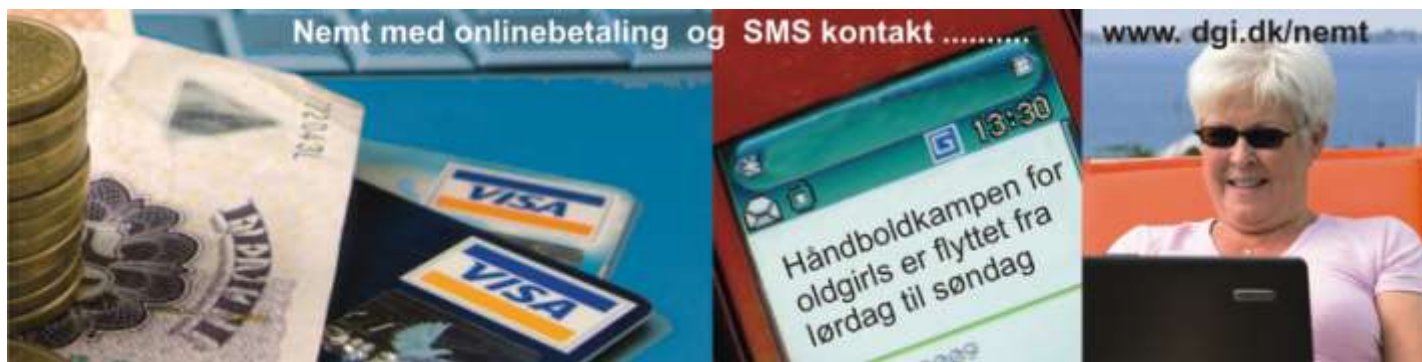 Nemt med onlinebetaling og SMS kontakt ..........
www. dgi.dk/nemt
VISA
VISA
FEMTI
13:30
Håndboldkampen for
oldgirls er flyttet fra
lørdag til søndag